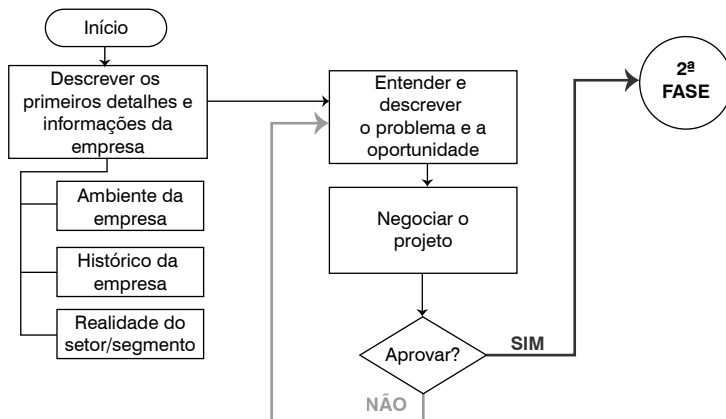 Início
Descrever os
primeiros detalhes e
informações da
empresa
Ambiente da
empresa
Histórico da
empresa
Realidade do
setor/segmento
Entender e
descrever
o problema e a
oportunidade
Negociar o
projeto
Aprovar?
SIM
NÃO
2ª
FASE